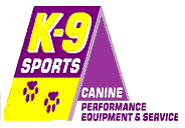 K-9
SPORTS
CANINE
PERFORMANCE
EQUIPMENT & SERVICE